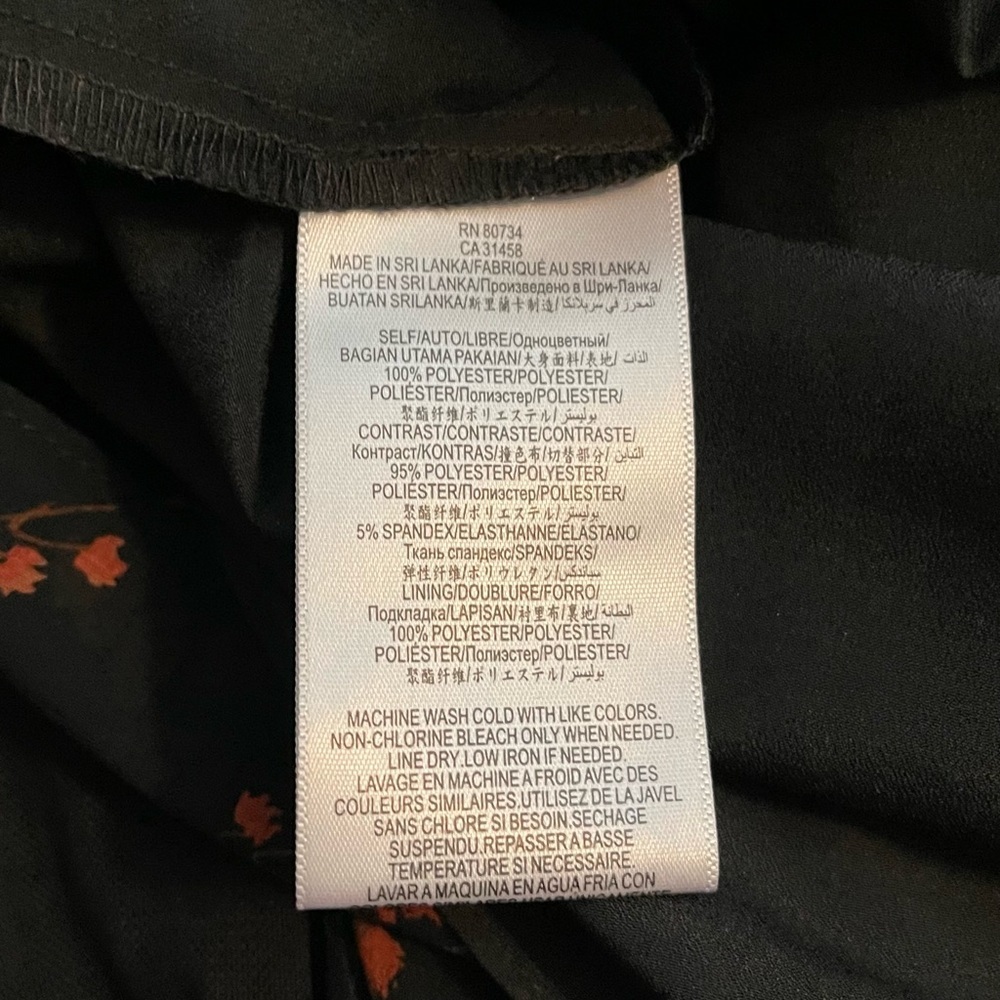 RN 80734
CA 31458
MADE IN SRI LANKA/FABRIQUÉ AU SRI LANKA/
HECHO EN SRI LANKA/Произведено в Шри-Ланка/
BUATAN SRILANKA/斯里蘭卡制造/
SELF/AUTO/LIBRE/Одноцветный/
BAGIAN UTAMA PAKAIAN/大身面料/表地/ الذات
100% POLYESTER/POLYESTER/
POLIÉSTER/Полиэстер/POLIESTER/
聚酯纤维/ポリエステル/ بوليستر
CONTRAST/CONTRASTE/CONTRASTE/
Контраст/KONTRAS/撞色布/切替部分/ التباين
95% POLYESTER/POLYESTER/
POLIÉSTER/Полиэстер/POLIESTER/
聚酯纤维/ポリエステル/ بوليستر
5% SPANDEX/ELASTHANNE/ELASTANO/
Ткань спандекс/SPANDEKS/
弹性纤维/ポリウレタン/ سباندكس
LINING/DOUBLURE/FORRO/
Подкладка/LAPISAN/衬里布/裏地/ البطانة
100% POLYESTER/POLYESTER/
POLIÉSTER/Полиэстер/POLIESTER/
聚酯纤维/ポリエステル/ بوليستر
MACHINE WASH COLD WITH LIKE COLORS.
NON-CHLORINE BLEACH ONLY WHEN NEEDED.
LINE DRY.LOW IRON IF NEEDED.
LAVAGE EN MACHINE A FROID AVEC DES
COULEURS SIMILAIRES.UTILISEZ DE LA JAVEL
SANS CHLORE SI BESOIN.SECHAGE
SUSPENDU.REPASSER A BASSE
TEMPERATURE SI NECESSAIRE.
LAVAR A MAQUINA EN AGUA FRIA CON